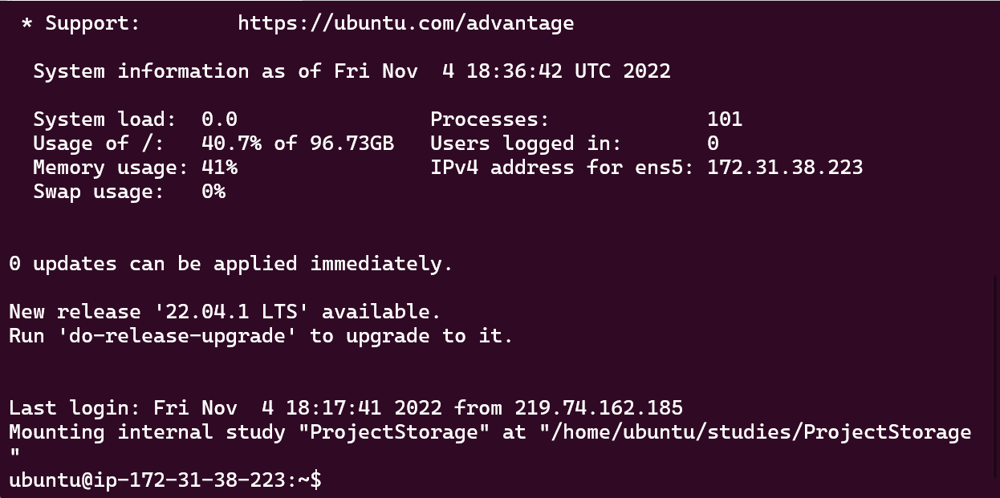 * Support:        https://ubuntu.com/advantage
System information as of Fri Nov  4 18:36:42 UTC 2022
System load:  0.0                Processes:             101
Usage of /:   40.7% of 96.73GB   Users logged in:       0
Memory usage: 41%                IPv4 address for ens5: 172.31.38.223
Swap usage:   0%
0 updates can be applied immediately.
New release '22.04.1 LTS' available.
Run 'do-release-upgrade' to upgrade to it.
Last login: Fri Nov  4 18:17:41 2022 from 219.74.162.185
Mounting internal study "ProjectStorage" at "/home/ubuntu/studies/ProjectStorage
"
ubuntu@ip-172-31-38-223:~$